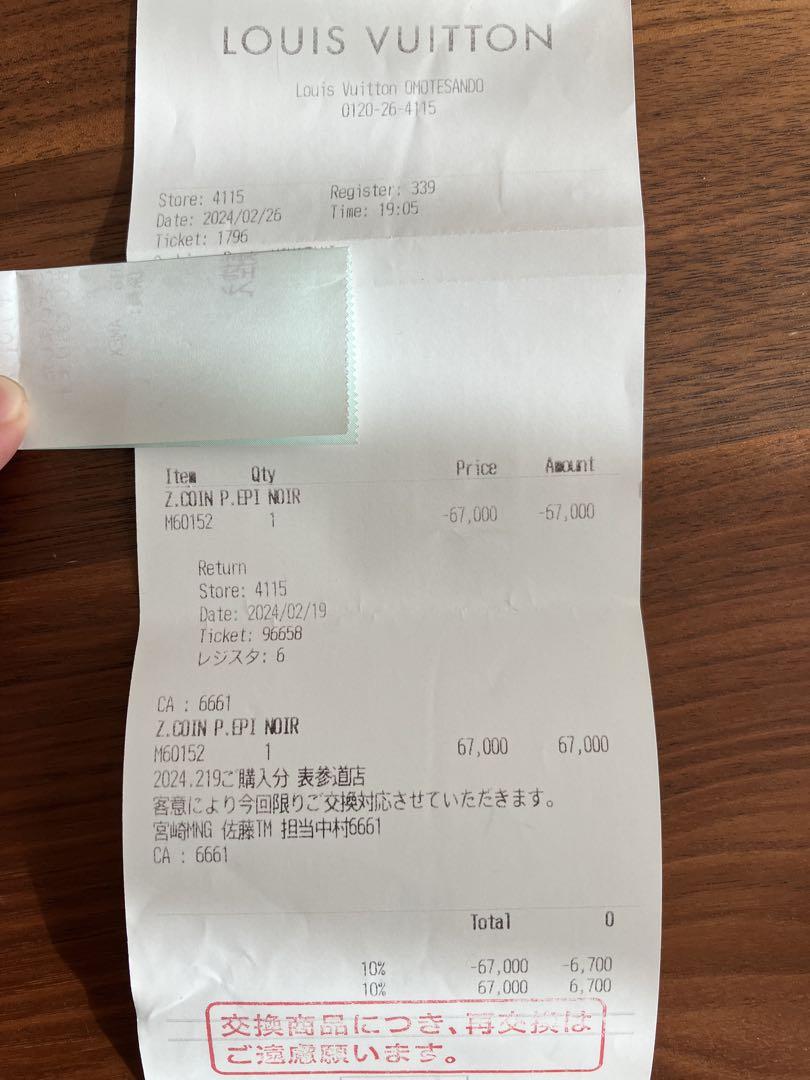 LOUIS VUITTON
Louis Vuitton OMOTESANDO
0120-26-4115
Store: 4115 Register: 339
Date: 2024/02/26 Time: 19:05
Ticket: 1796
Item Qty Price Amount
Z.COIN P.EPI NOIR
M60152 1 -67,000 -67,000
Return
Store: 4115
Date: 2024/02/19
Ticket: 96658
レジスタ: 6
CA : 6661
Z.COIN P.EPI NOIR
M60152 1 67,000 67,000
2024.219ご購入分 表参道店
客意により今回限りご交換対応させていただきます。
宮崎MNG 佐藤TM 担当中村6661
CA : 6661
Total 0
10% -67,000 -6,700
10% 67,000 6,700
交換商品につき、再交換は
ご遠慮願います。